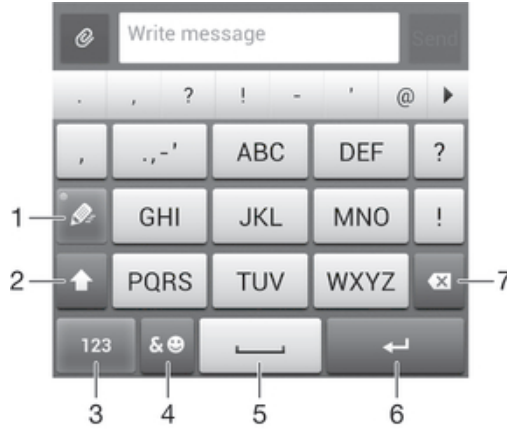 Write message Send
. , ? ! - ' @
, .,-' ABC DEF ?
1 GHI JKL MNO !
2 PQRS TUV WXYZ 7
123 &
3 4 5 6